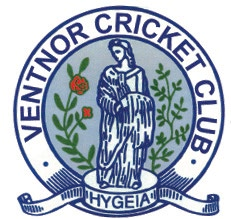 · VENTNOR CRICKET CLUB ·
HYGEIA